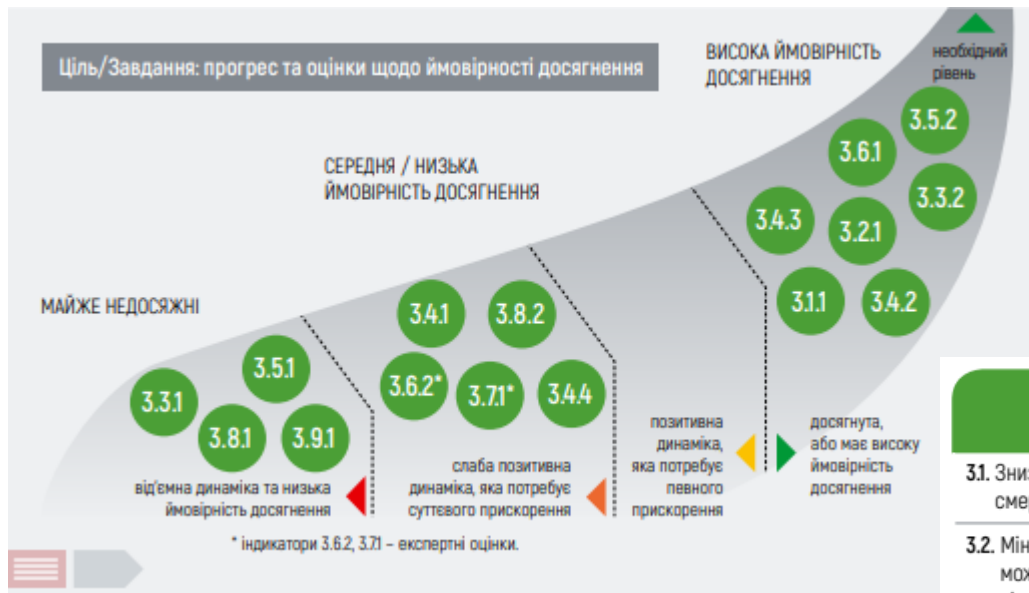 Ціль/Завдання: прогрес та оцінки щодо ймовірності досягнення
ВИСОКА ЙМОВІРНІСТЬ
ДОСЯГНЕННЯ
необхідний
рівень
СЕРЕДНЯ / НИЗЬКА
ЙМОВІРНІСТЬ ДОСЯГНЕННЯ
МАЙЖЕ НЕДОСЯЖНІ
3.5.2
3.6.1
3.3.2
3.4.3
3.2.1
3.1.1
3.4.2
3.4.1
3.8.2
3.6.2*
3.7.1*
3.4.4
3.5.1
3.3.1
3.8.1
3.9.1
від'ємна динаміка та низька
ймовірність досягнення
слаба позитивна
динаміка, яка потребує
суттєвого прискорення
позитивна
динаміка,
яка потребує
певного
прискорення
досягнута,
або має високу
ймовірність
досягнення
* індикатори 3.6.2, 3.7.1 – експертні оцінки.
3.1. Зни
сме
3.2. Мін
мож